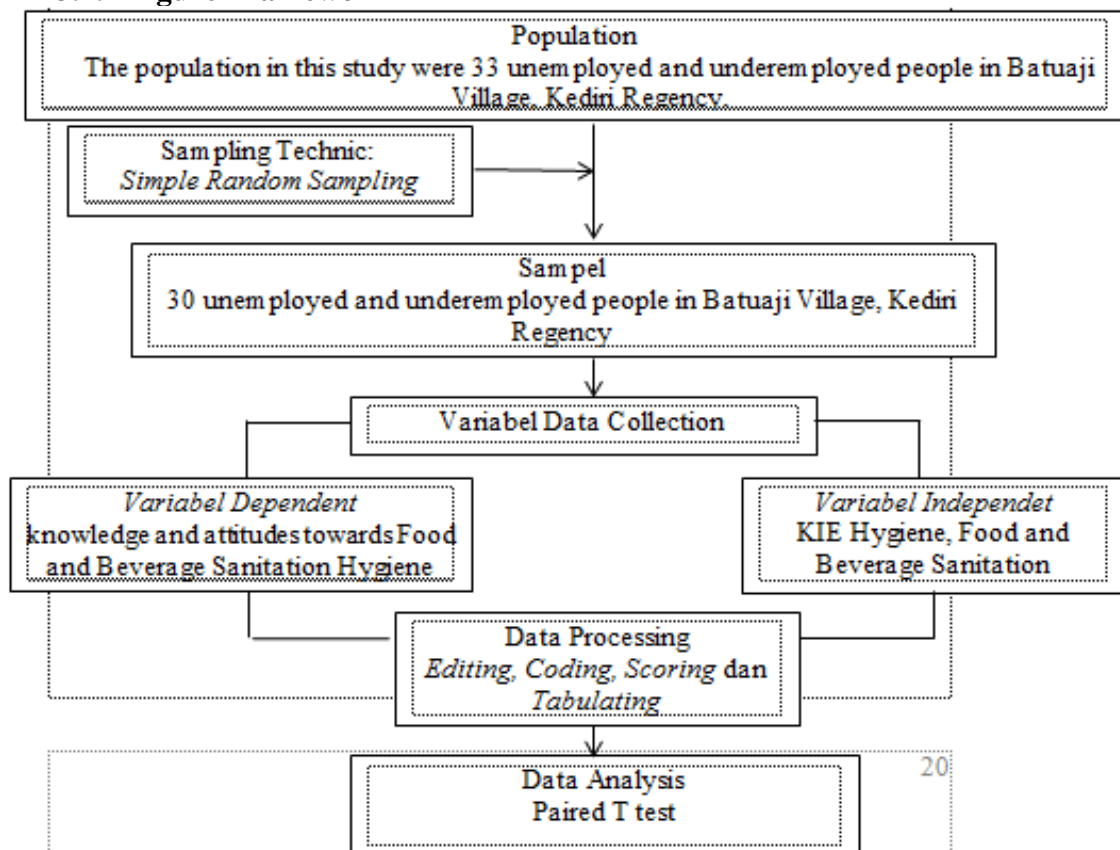 Population
The population in this study were 33 unemployed and underemployed people in Batuaji
Village, Kediri Regency.
Sampling Technic:
Simple Random Sampling
Sampel
30 unemployed and underemployed people in Batuaji Village, Kediri
Regency
Variabel Data Collection
Variabel Dependent
knowledge and attitudes towards Food
and Beverage Sanitation Hygiene
Variabel Independet
KIE Hygiene, Food and
Beverage Sanitation
Data Processing
Editing, Coding, Scoring dan
Tabulating
20
Data Analysis
Paired T test